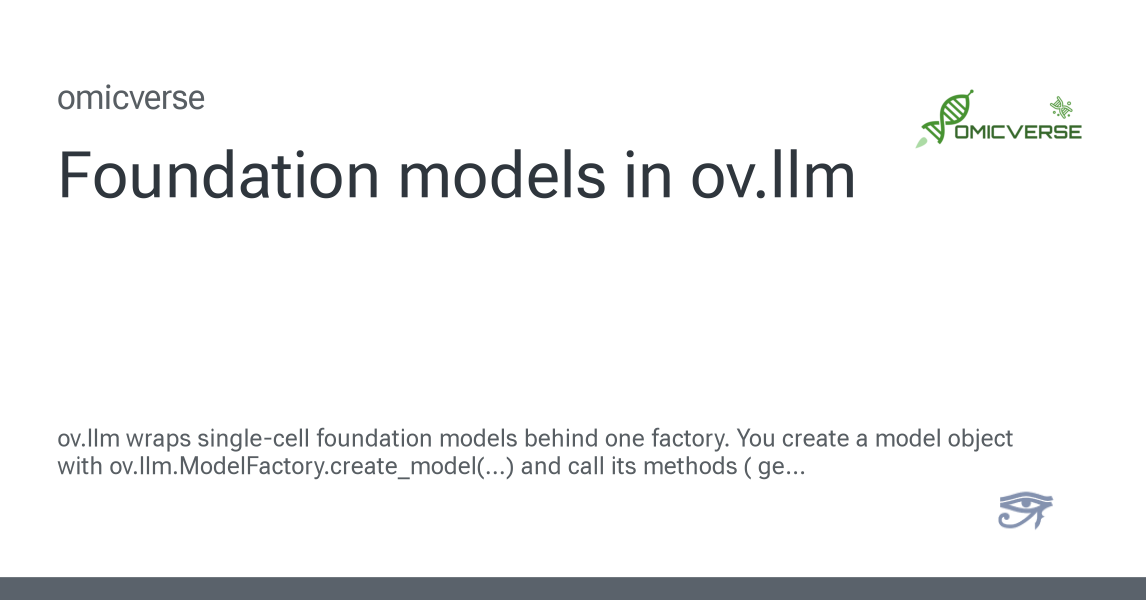 omicverse
OMICVERSE
Foundation models in ov.llm
ov.llm wraps single-cell foundation models behind one factory. You create a model object
with ov.llm.ModelFactory.create_model(...) and call its methods ( ge...